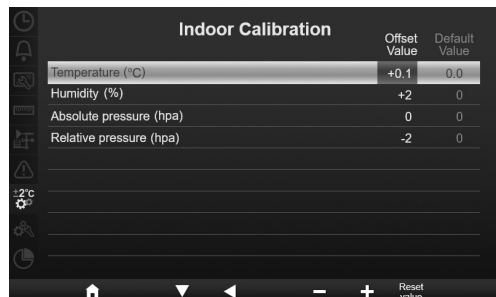 Indoor Calibration
Offset Value
Default Value
Temperature (°C) +0.1 0.0
Humidity (%) +2 0
Absolute pressure (hpa) 0 0
Relative pressure (hpa) -2 0
±2°C
Reset
value